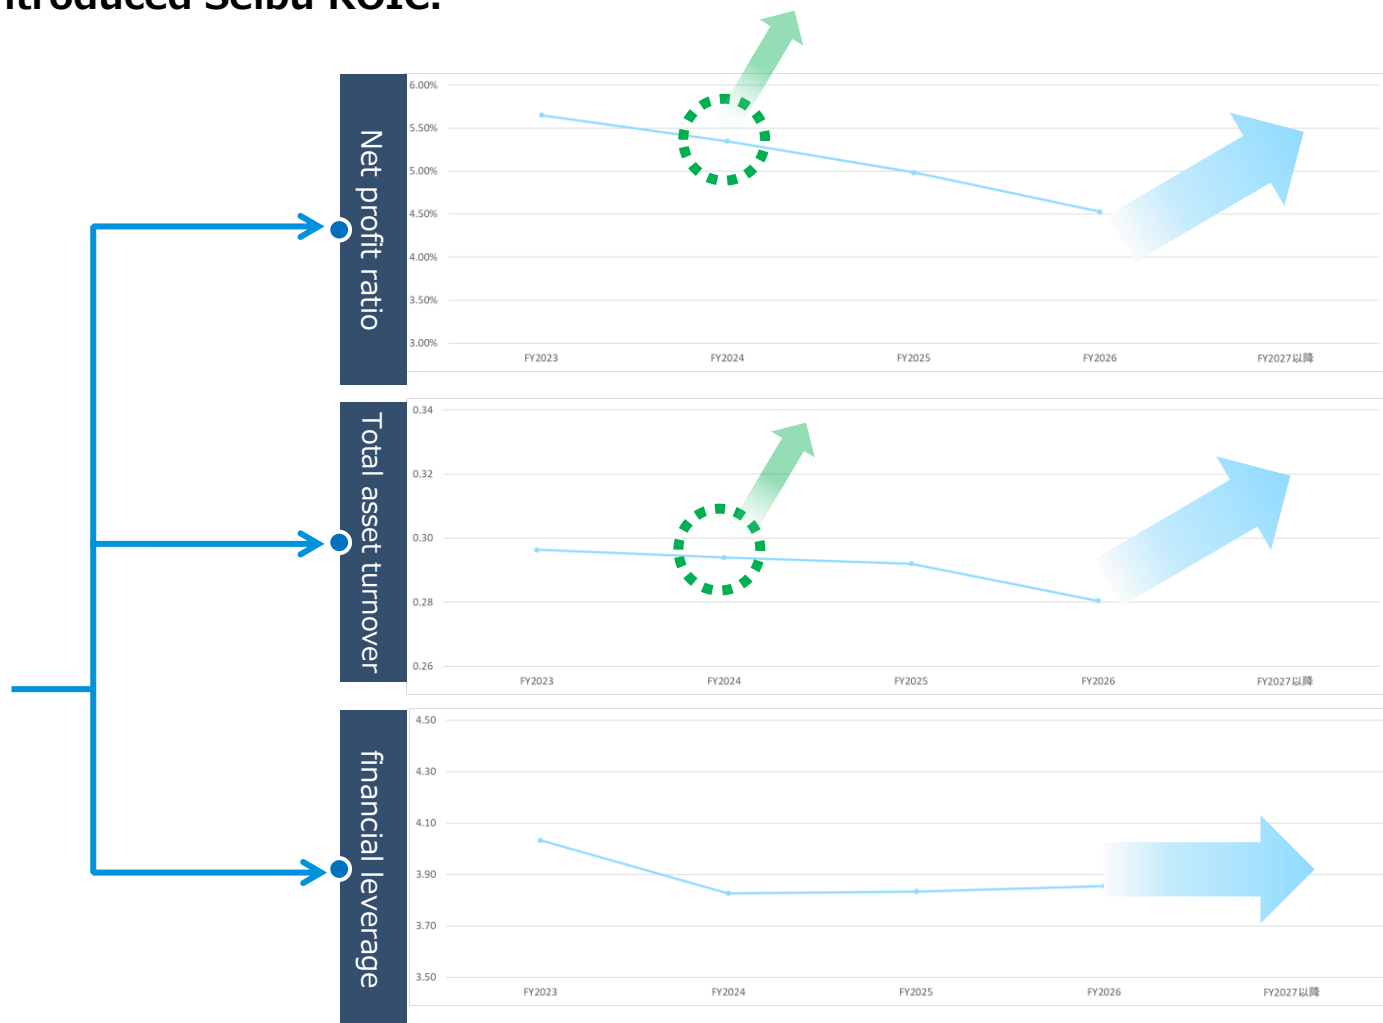 ntroduced Seibu ROIC.
Net profit ratio
6.00%
5.50%
5.00%
4.50%
4.00%
3.50%
3.00%
FY2023 FY2024 FY2025 FY2026 FY2027以降
Total asset turnover
0.34
0.32
0.30
0.28
0.26
FY2023 FY2024 FY2025 FY2026 FY2027以降
financial leverage
4.50
4.30
4.10
3.90
3.70
3.50
FY2023 FY2024 FY2025 FY2026 FY2027以降